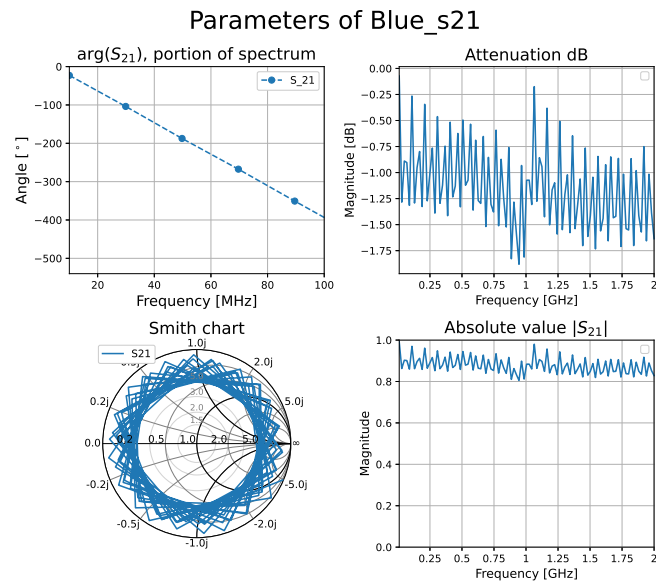 Parameters of Blue_s21
arg(S21), portion of spectrum
S_21
Angle [°]
0
−100
−200
−300
−400
−500
20
40
60
80
100
Frequency [MHz]
Attenuation dB
Magnitude [dB]
0.00
−0.25
−0.50
−0.75
−1.00
−1.25
−1.50
−1.75
0.25
0.5
0.75
1
1.25
1.5
1.75
2
Frequency [GHz]
Smith chart
S21
1.0j
2.0j
5.0j
∞
-5.0j
-2.0j
-1.0j
-0.5j
-0.2j
0.0
0.2j
0.2
0.5
1.0
2.0
5.0
3.0
2.0
1.0
Absolute value |S21|
Magnitude
1.0
0.8
0.6
0.4
0.2
0.0
0.25
0.5
0.75
1
1.25
1.5
1.75
2
Frequency [GHz]